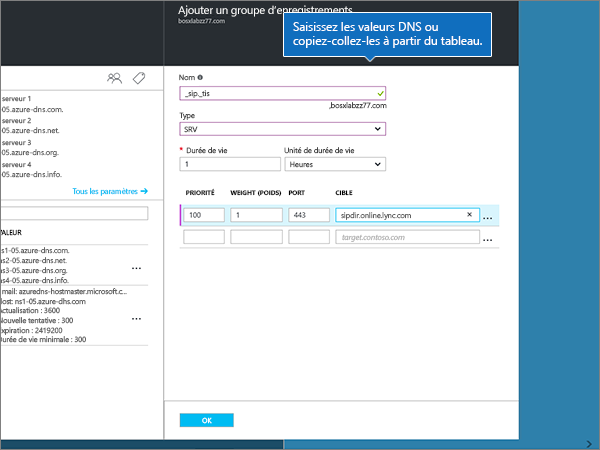 Ajouter un groupe d'enregistrements
bosxlabzz77.com
Saisissez les valeurs DNS ou
copiez-collez-les à partir du tableau.
serveur 1
-05.azure-dns.com.
serveur 2
-05.azure-dns.net.
serveur 3
-05.azure-dns.org.
serveur 4
-05.azure-dns.info.
Tous les paramètres →
VALEUR
ns1-05.azure-dns.com.
ns2-05.azure-dns.net.
ns3-05.azure-dns.org.
ns4-05.azure-dns.info.
...
Email: azuredns-hostmaster.microsoft.c...
Host: ns1-05.azure-dns.com
Actualisation : 3600
Nouvelle tentative : 300
Expiration : 2419200
Durée de vie minimale : 300
...
Nom
_sip._tis
.bosxlabzz77.com
Type
SRV
* Durée de vie
Unité de durée de vie
1
Heures
PRIORITÉ WEIGHT (POIDS) PORT CIBLE
100 1 443 sipdir.online.lync.com × ...
target.contoso.com ...
OK